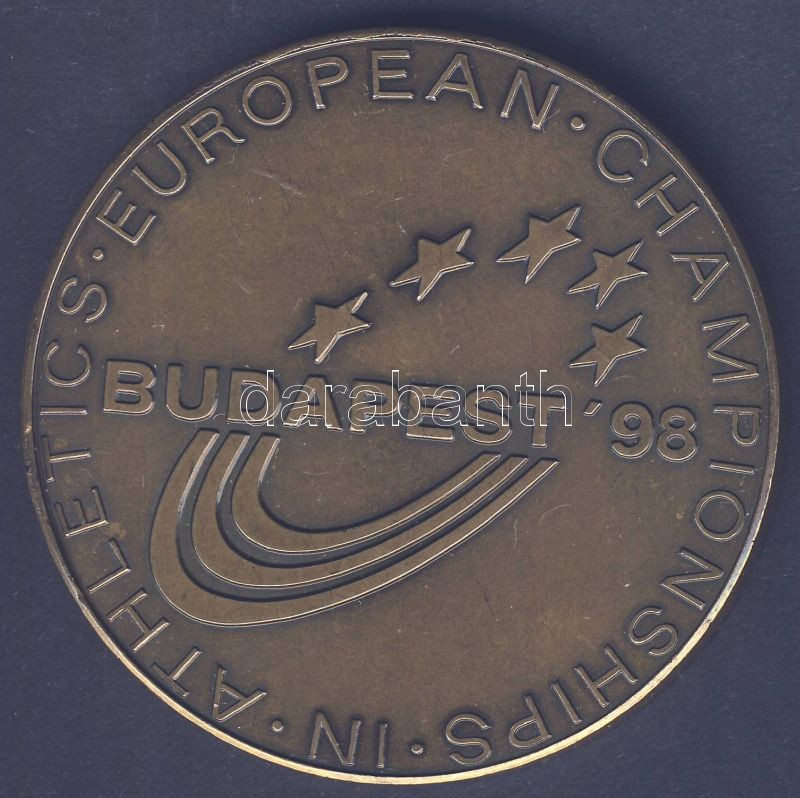 · EUROPEAN · CHAMPIONSHIPS · IN · ATHLETICS
BUDAPEST '98
darabanth